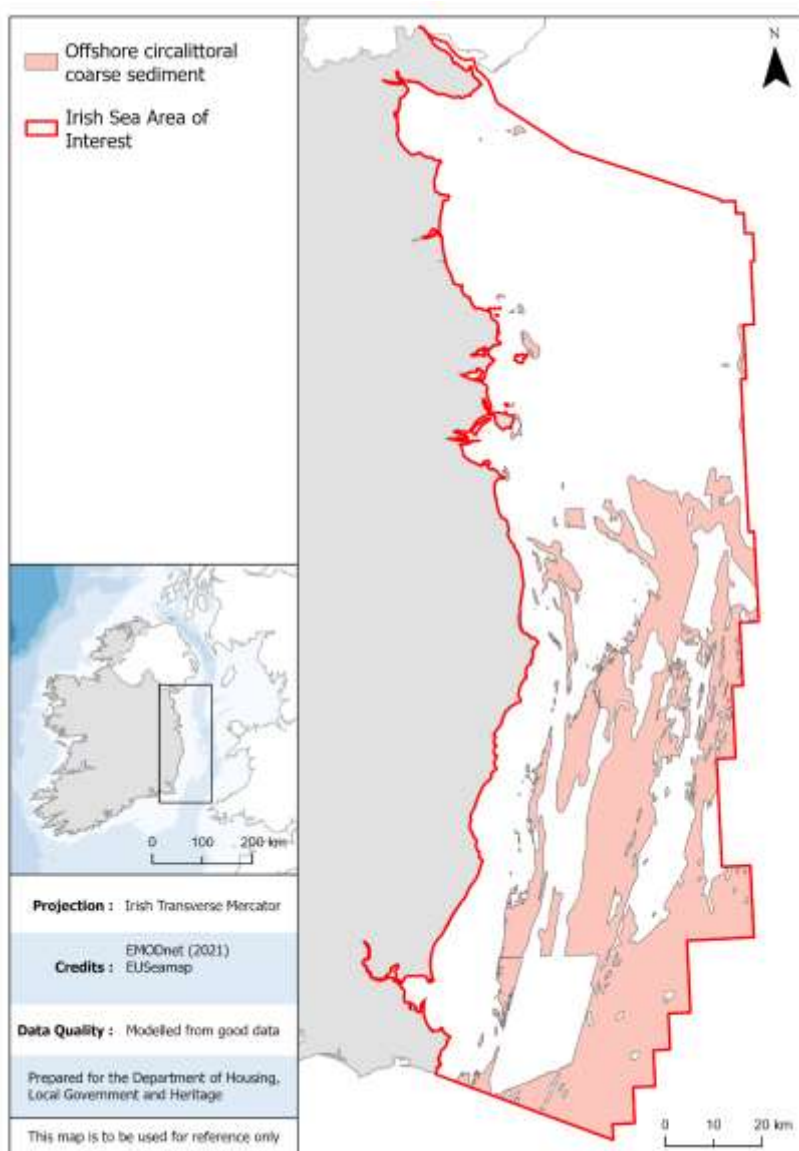 Offshore circalittoral
coarse sediment
Irish Sea Area of
Interest
N
0 100 200 km
Projection : Irish Transverse Mercator
Credits : EMODnet (2021)
EUSeamap
Data Quality : Modelled from good data
Prepared for the Department of Housing,
Local Government and Heritage
This map is to be used for reference only
0 10 20 km